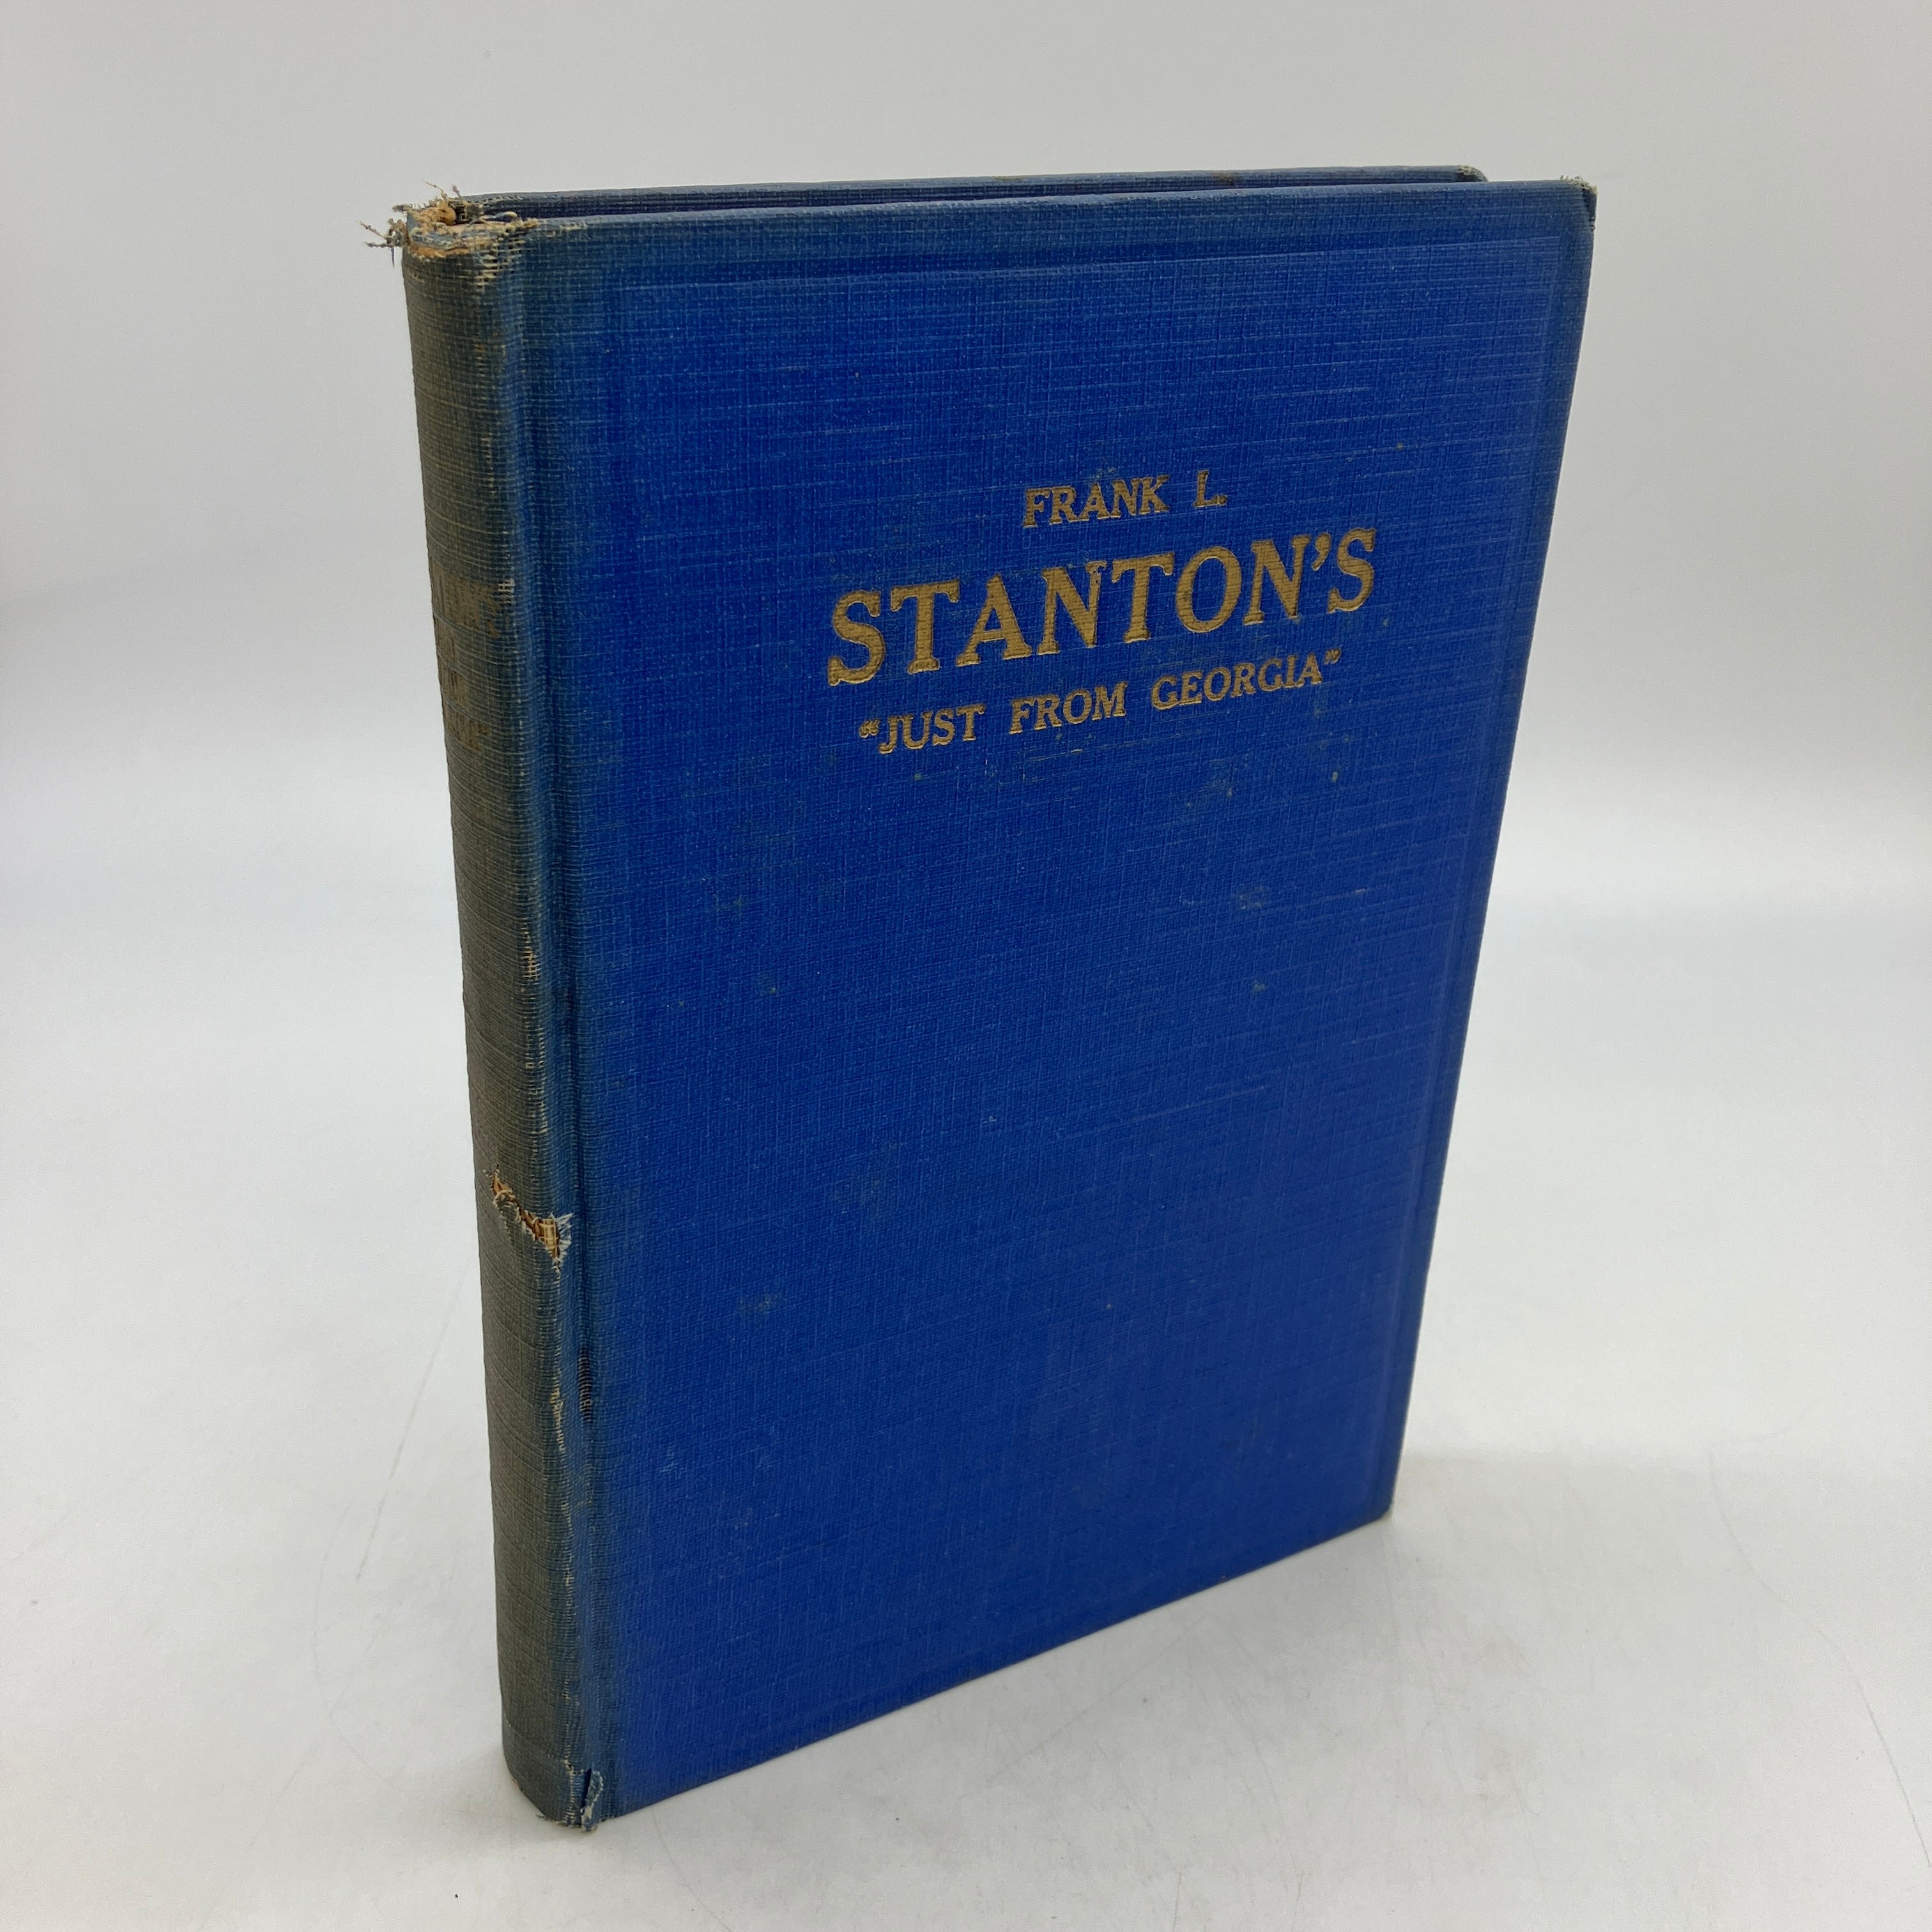 FRANK L.
STANTON'S
“JUST FROM GEORGIA”